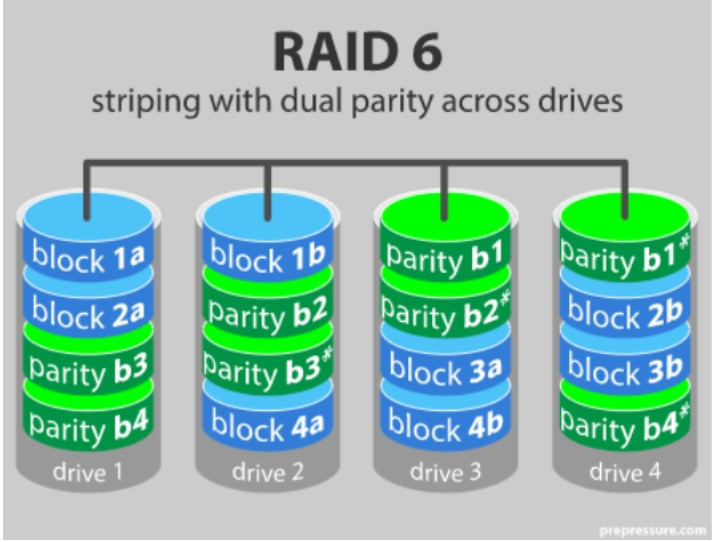 RAID 6
striping with dual parity across drives
block 1a
block 2a
parity b3
parity b4
drive 1
block 1b
parity b2
parity b3*
block 4a
drive 2
parity b1
parity b2*
block 3a
block 4b
drive 3
parity b1*
block 2b
block 3b
parity b4*
drive 4
prepressure.com